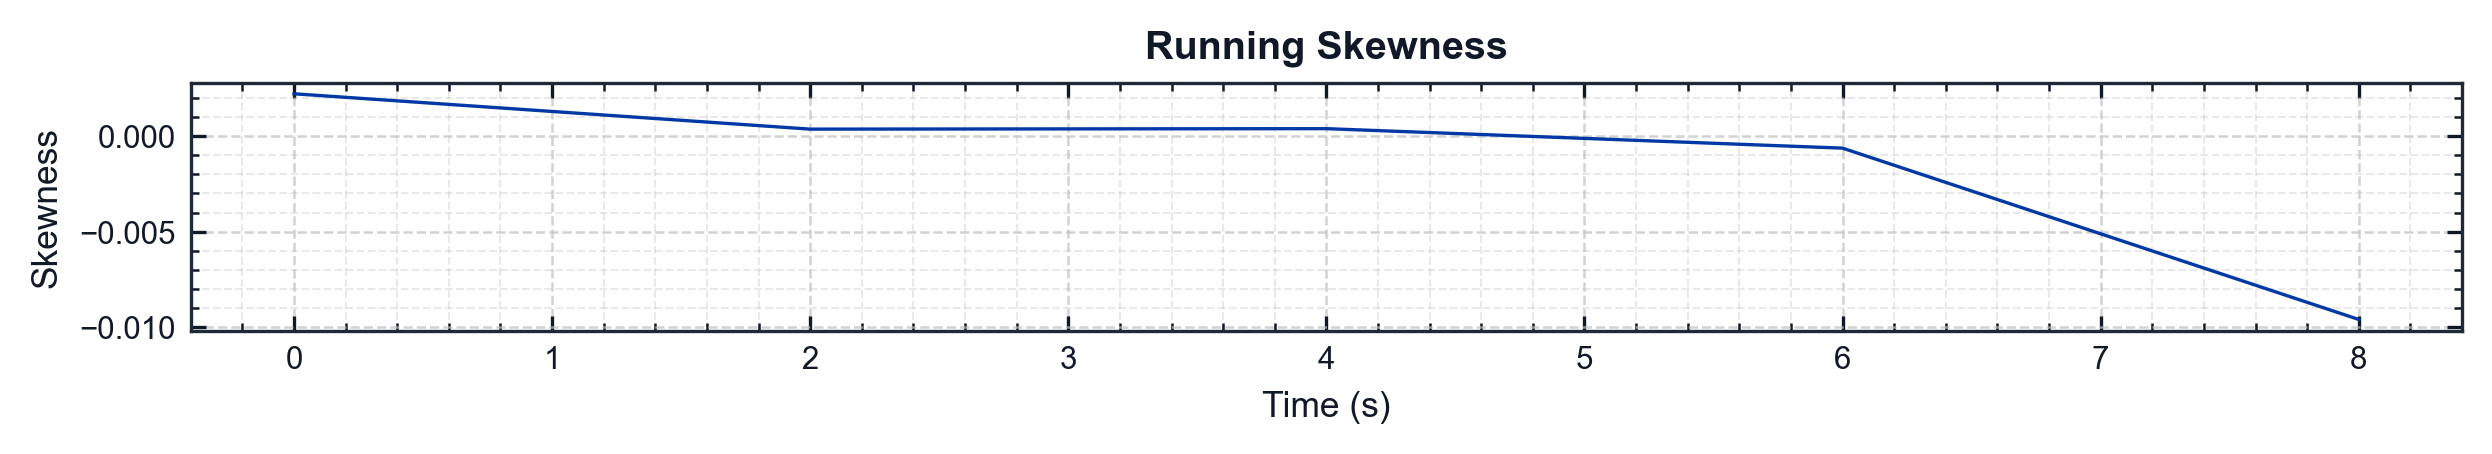 Running Skewness
Skewness
0.000
−0.005
−0.010
0 1 2 3 4 5 6 7 8
Time (s)